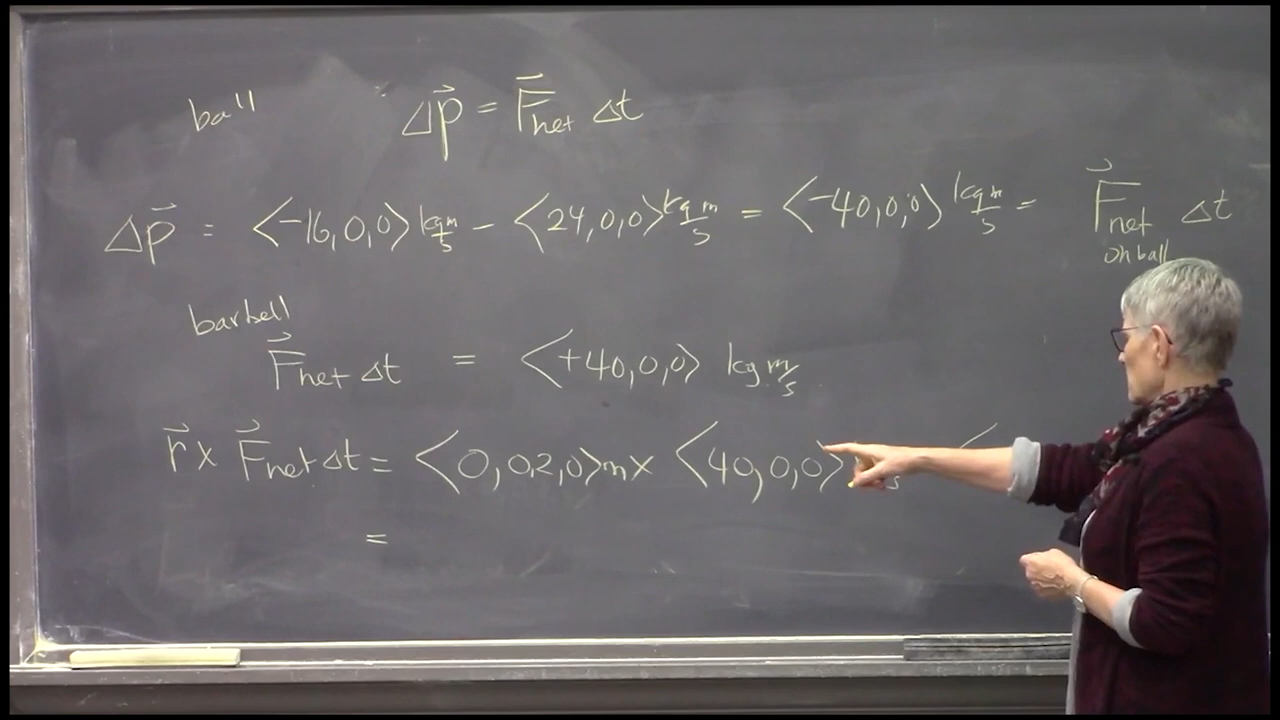 ball Δp⃗ = F⃗net Δt
Δp⃗ = <-16,0,0> kg m/s - <24,0,0> kg m/s = <-40,0,0> kg m/s = F⃗net on ball Δt
barbell
F⃗net Δt = <+40,0,0> kg m/s
r⃗ x F⃗net Δt = <0,0.2,0>m x <40,0,0> <
=